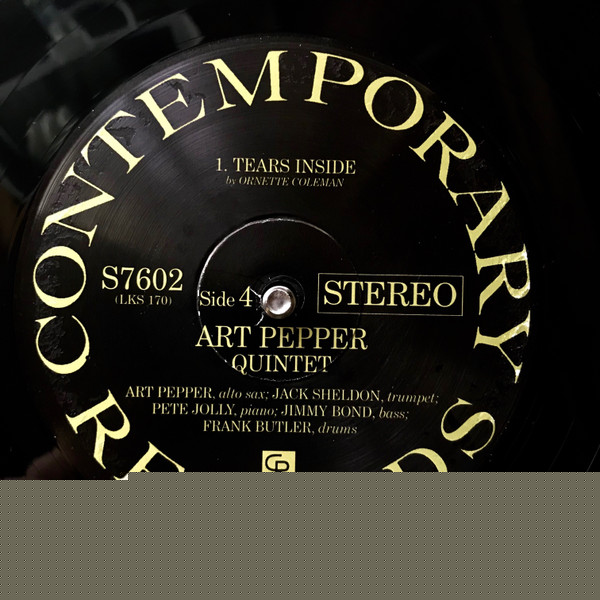 CONTEMPORARY
1. TEARS INSIDE
by ORNETTE COLEMAN
S7602
(LKS 170)
Side 4
STEREO
ART PEPPER
QUINTET
ART PEPPER, alto sax; JACK SHELDON, trumpet;
PETE JOLLY, piano; JIMMY BOND, bass;
FRANK BUTLER, drums
CR